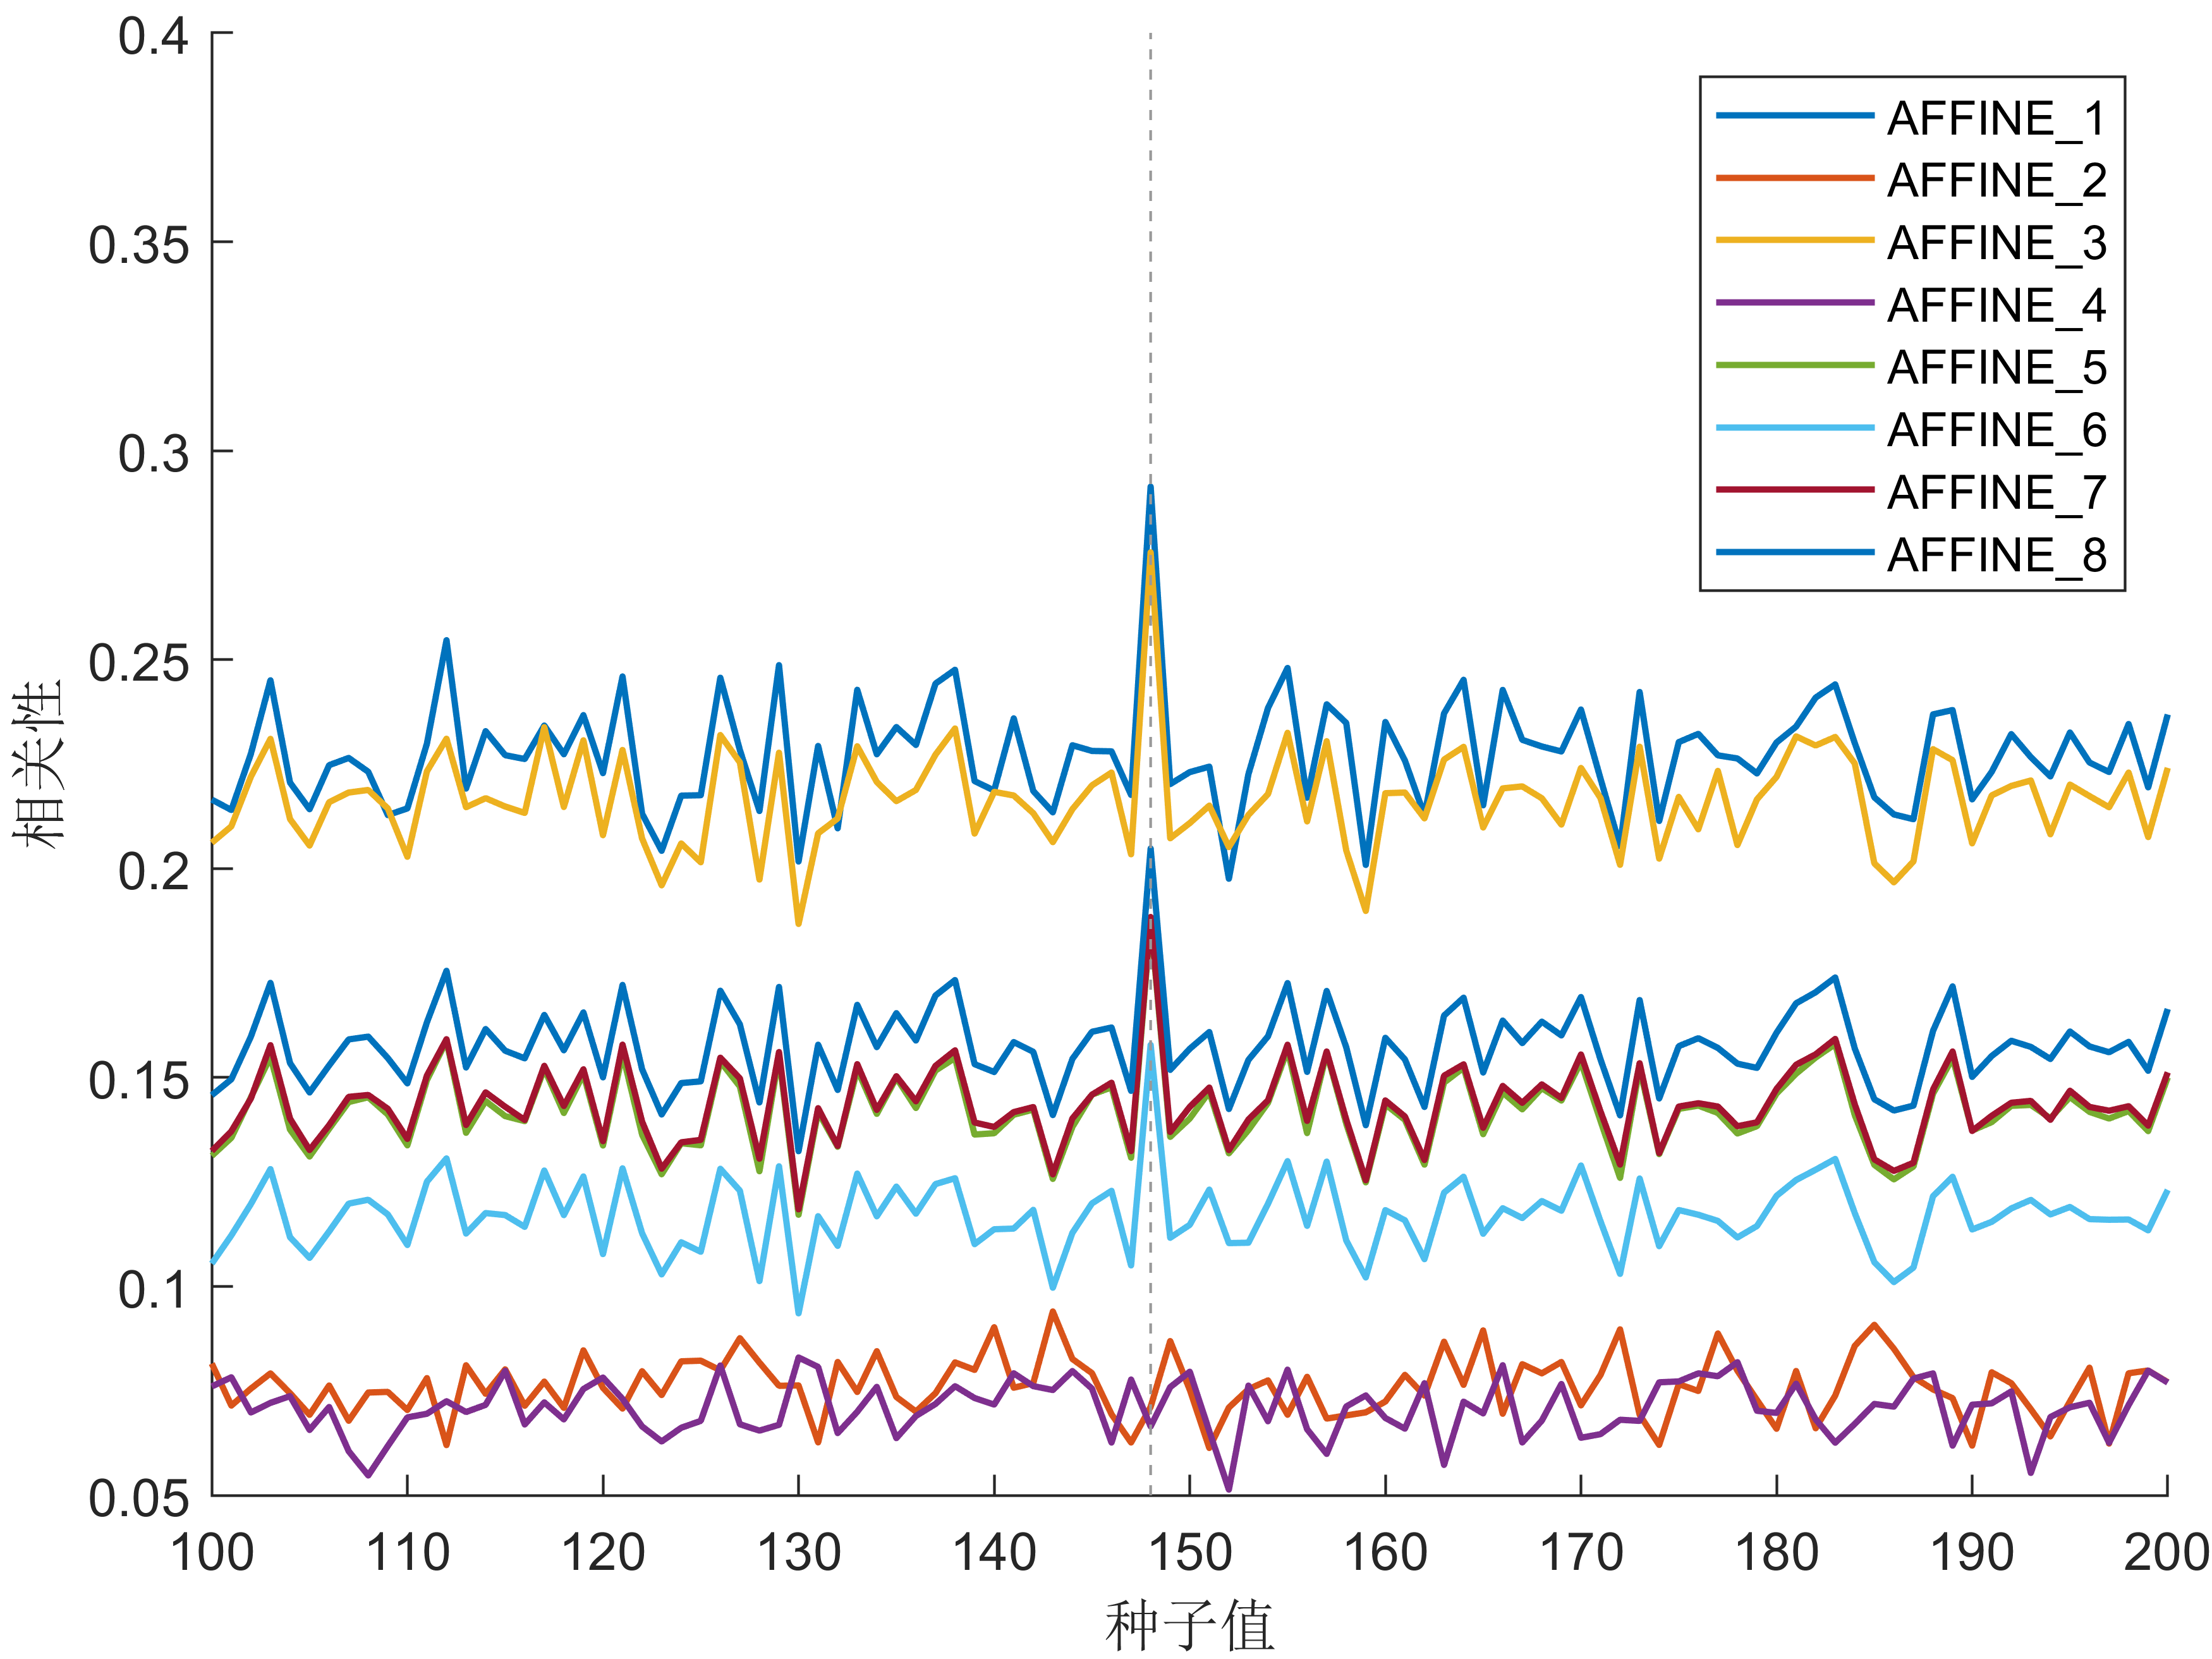 0.4
0.35
0.3
0.25
0.2
0.15
0.1
0.05
100 110 120 130 140 150 160 170 180 190 200
相关性
种子值
AFFINE_1
AFFINE_2
AFFINE_3
AFFINE_4
AFFINE_5
AFFINE_6
AFFINE_7
AFFINE_8